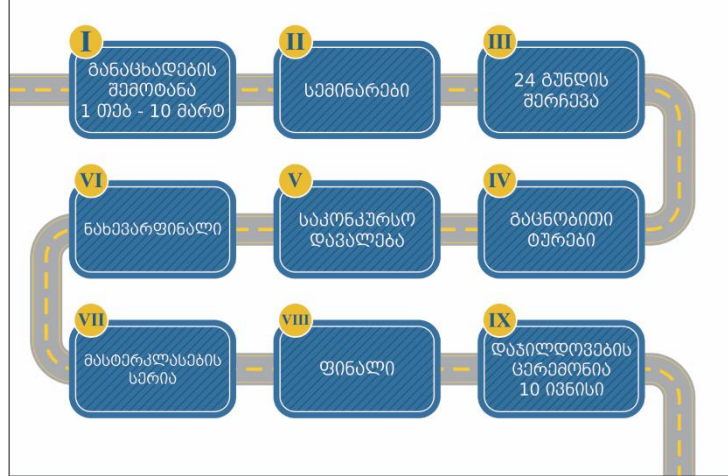 I
განაცხადების
შემოტანა
1 თებ - 10 მარტ
II
სემინარები
III
24 გუნდის
შერჩევა
IV
გაცნობითი
ტურები
V
საკონკურსო
დავალება
VI
ნახევარფინალი
VII
მასტერკლასების
სერია
VIII
ფინალი
IX
დაჯილდოვების
ცერემონია
10 ივნისი